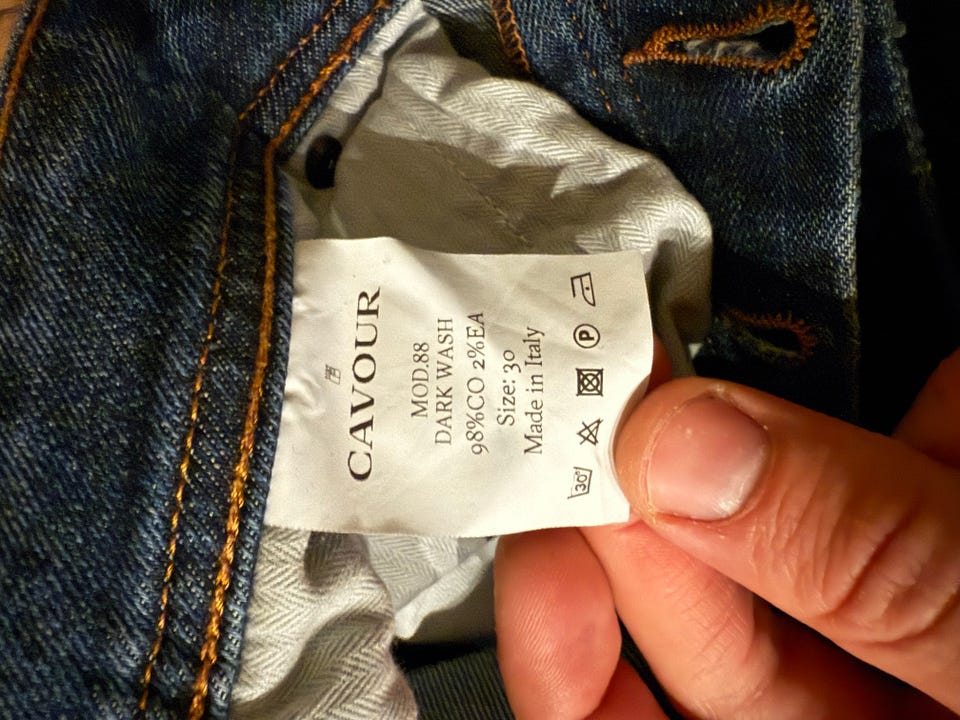 CAVOUR
MOD.88
DARK WASH
98%CO 2%EA
Size: 30
Made in Italy
30° P